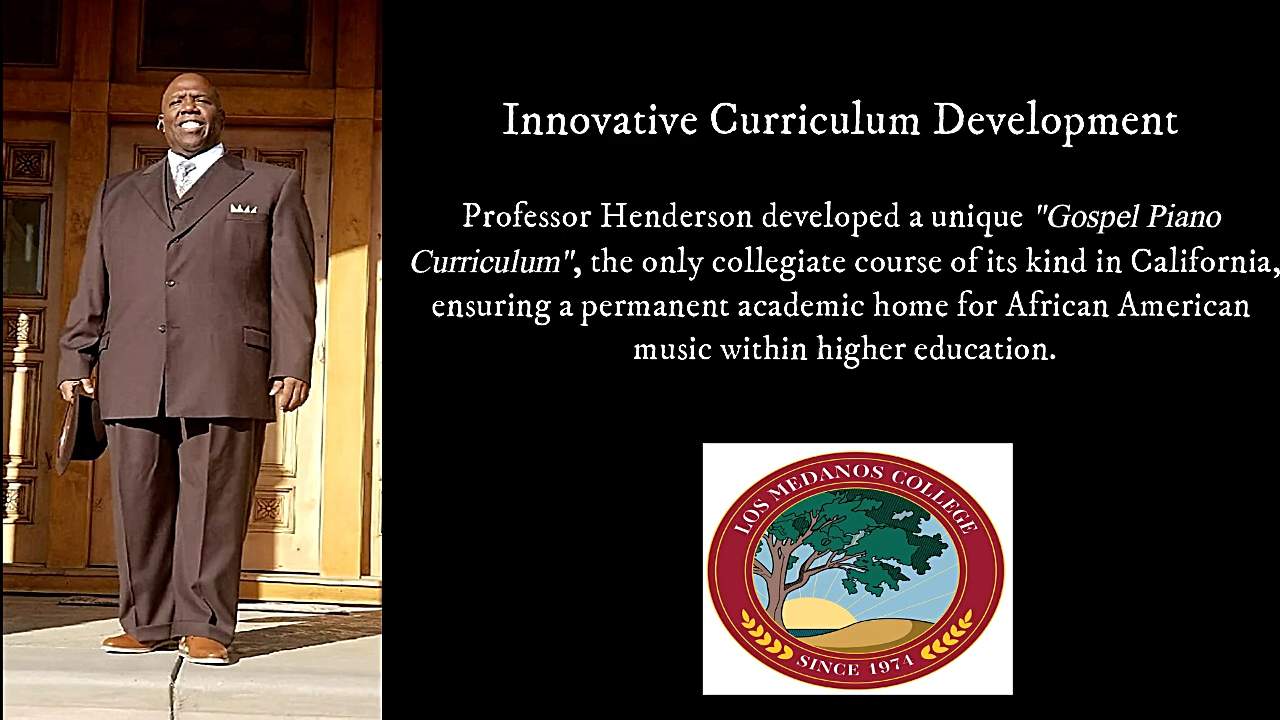 Innovative Curriculum Development
Professor Henderson developed a unique "Gospel Piano
Curriculum", the only collegiate course of its kind in California,
ensuring a permanent academic home for African American
music within higher education.
LOS MEDANOS COLLEGE
SINCE 1974